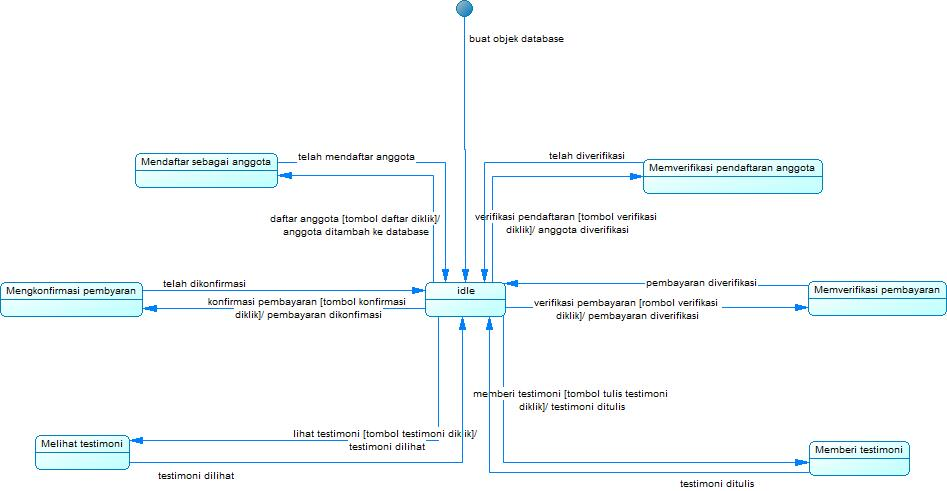 buat objek database
Mendaftar sebagai anggota
telah mendaftar anggota
telah diverifikasi
Memverifikasi pendaftaran anggota
daftar anggota [tombol daftar diklik]/
anggota ditambah ke database
verifikasi pendaftaran [tombol verifikasi
diklik]/ anggota diverifikasi
Mengkonfirmasi pembyaran
telah dikonfirmasi
konfirmasi pembayaran [tombol konfirmasi
diklik]/ pembayaran dikonfimasi
idle
pembayaran diverifikasi
verifikasi pembayaran [rombol verifikasi
diklik]/ pembayaran diverifikasi
Memverifikasi pembayaran
memberi testimoni [tombol tulis testimoni
diklik]/ testimoni ditulis
lihat testimoni [tombol testimoni diklik]/
testimoni dilihat
Melihat testimoni
testimoni dilihat
Memberi testimoni
testimoni ditulis